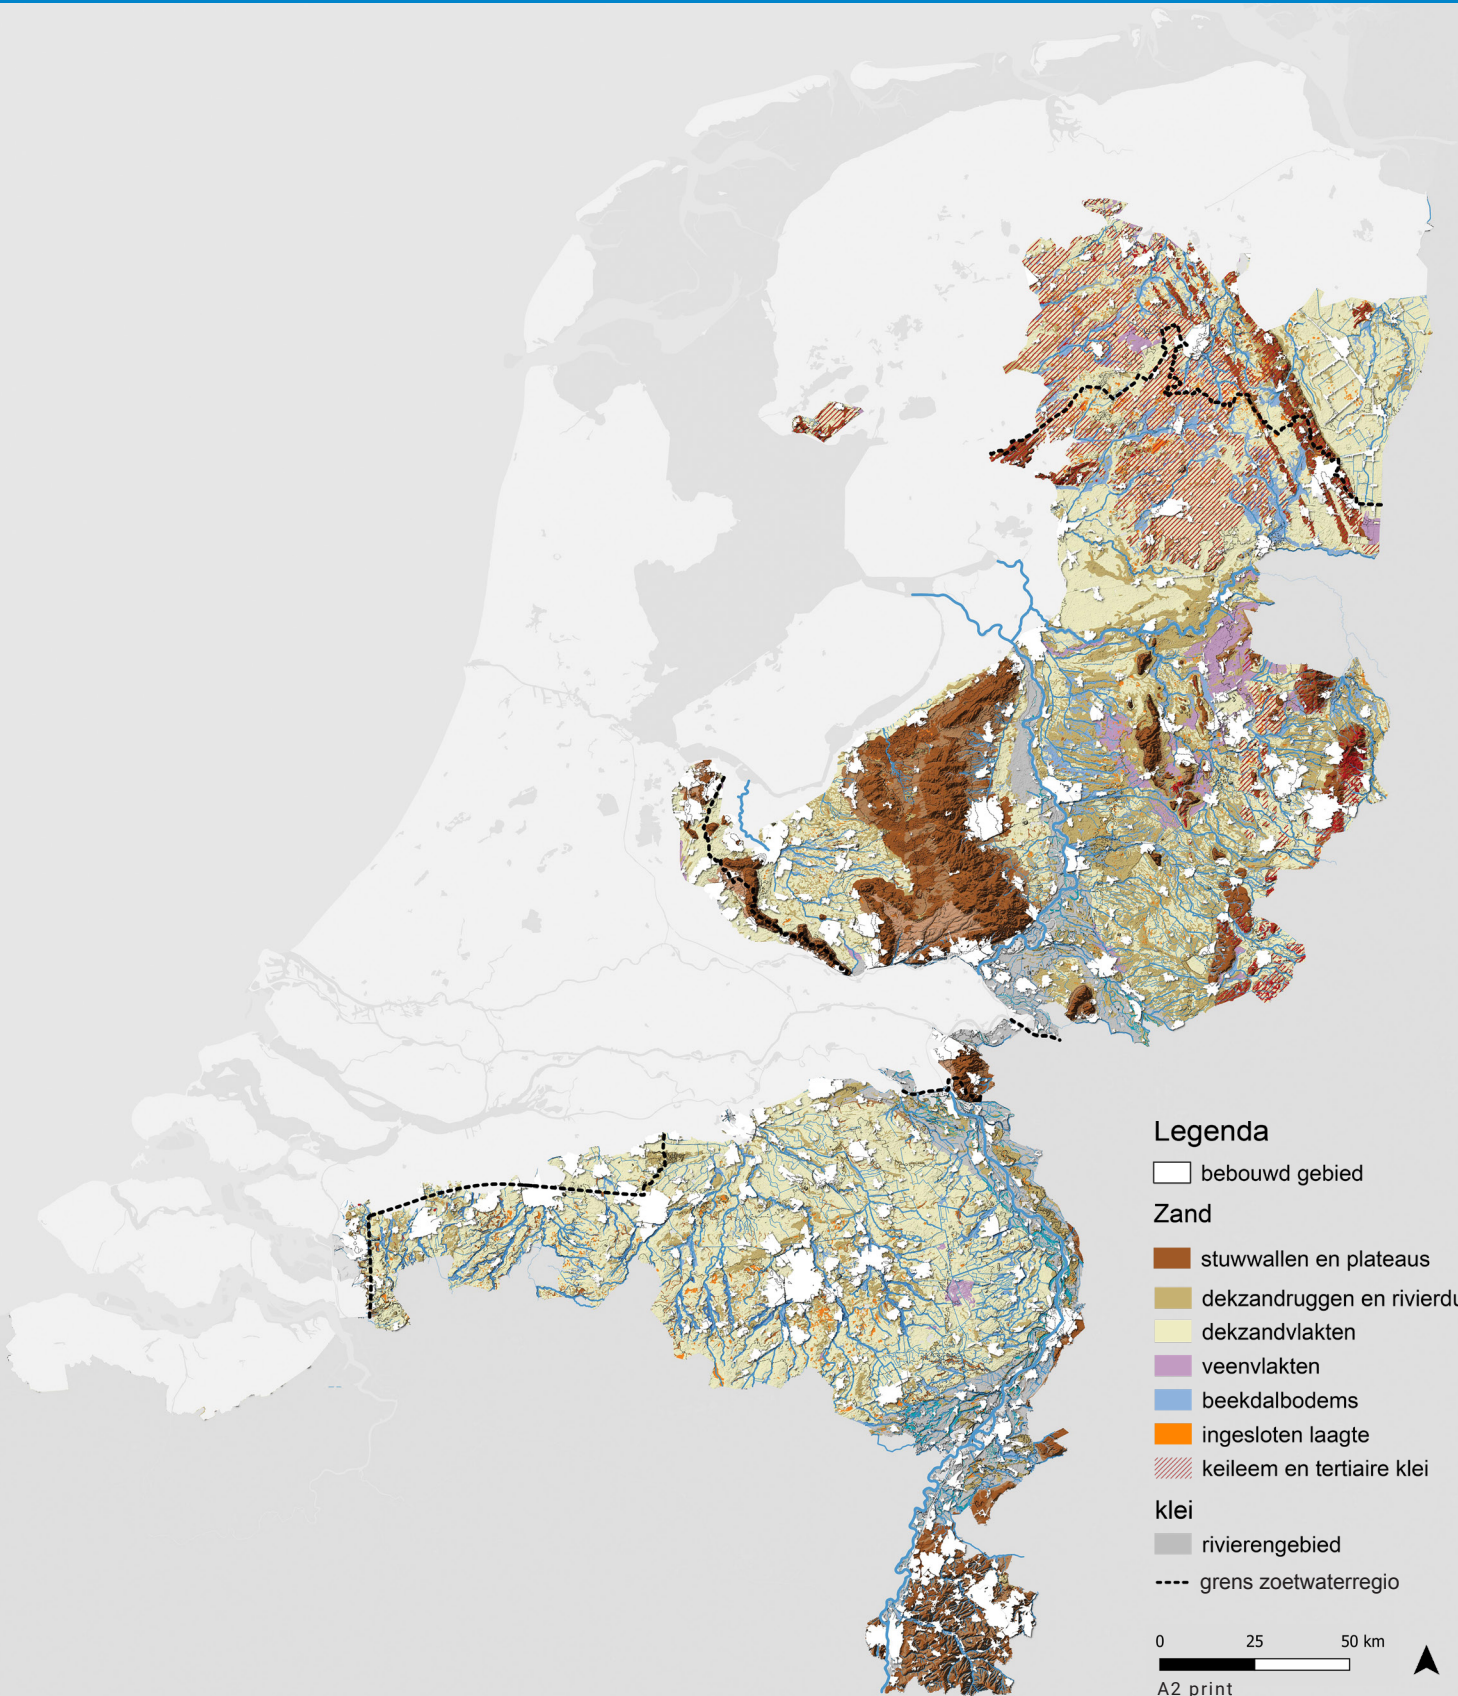 Legenda
bebouwd gebied
Zand
stuwwallen en plateaus
dekzandruggen en rivierdu
dekzandvlakten
veenvlakten
beekdalbodems
ingesloten laagte
keileem en tertiaire klei
klei
rivierengebied
grens zoetwaterregio
0 25 50 km
A2 print